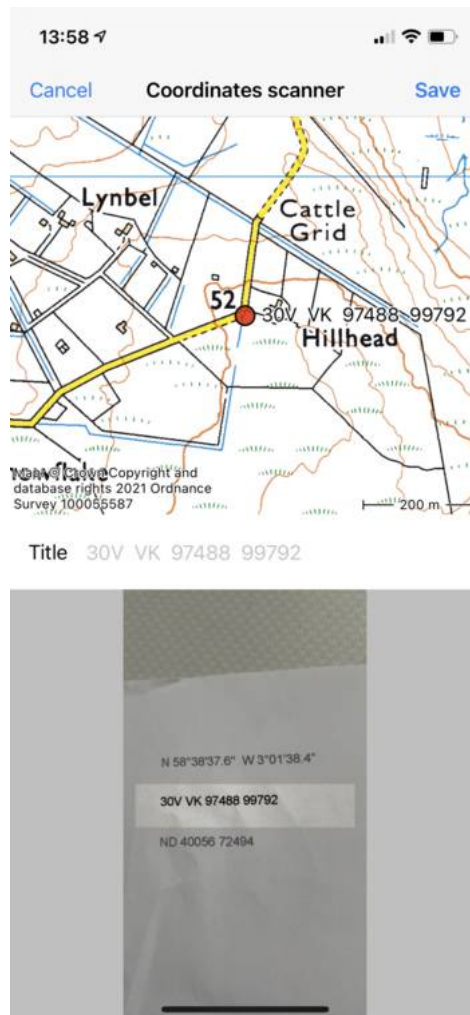 13:58
Cancel Coordinates scanner Save
Lynbel
Cattle
Grid
52
30V VK 97488 99792
Hillhead
Copyright and
database rights 2021 Ordnance
Survey 100055587
200 m
Title 30V VK 97488 99792
N 58°38'37.6" W 3°01'38.4"
30V VK 97488 99792
ND 40056 72494